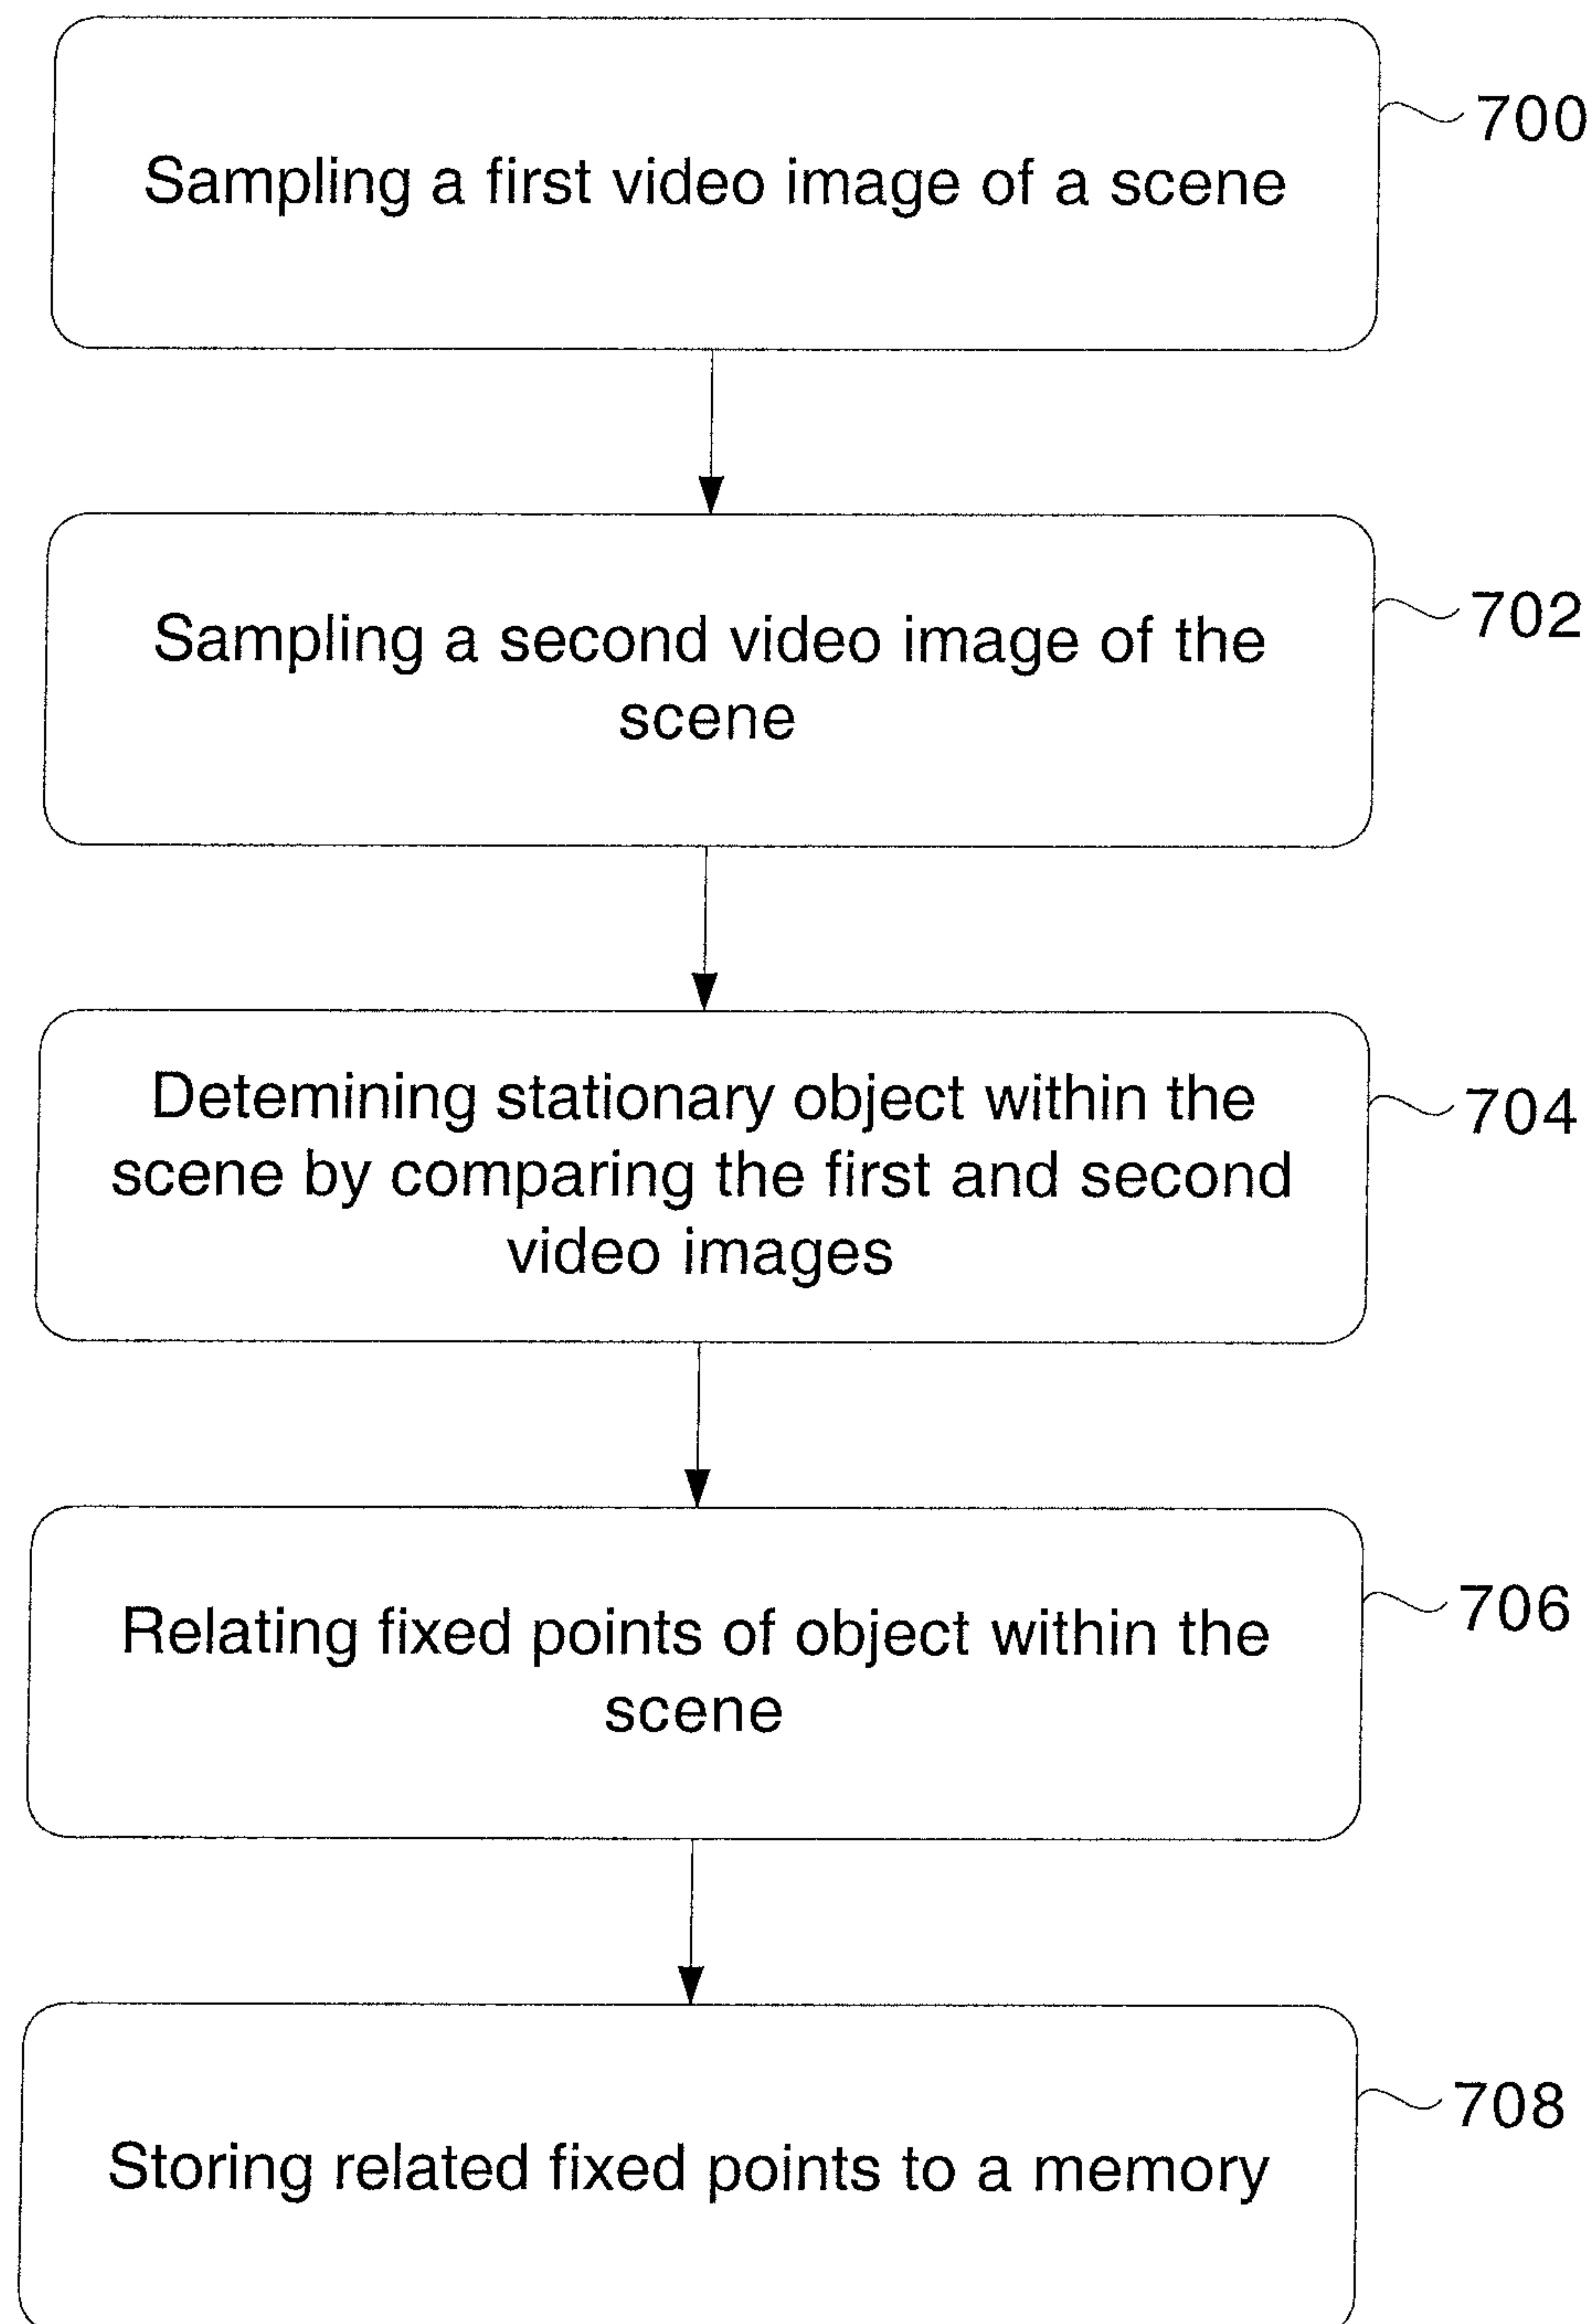 Sampling a first video image of a scene
700
Sampling a second video image of the
scene
702
Detemining stationary object within the
scene by comparing the first and second
video images
704
Relating fixed points of object within the
scene
706
Storing related fixed points to a memory
708